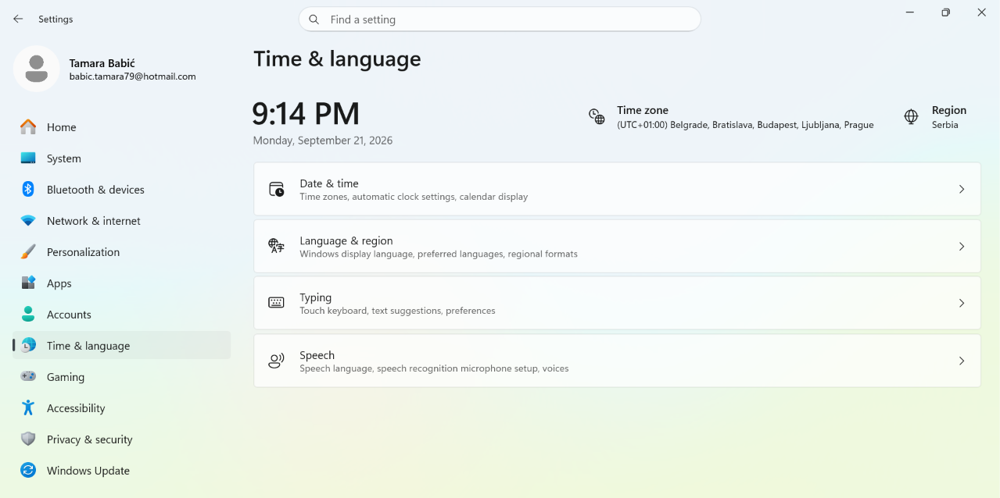 Settings
Find a setting
Tamara Babić
babic.tamara79@hotmail.com
Home
System
Bluetooth & devices
Network & internet
Personalization
Apps
Accounts
Time & language
Gaming
Accessibility
Privacy & security
Windows Update
Time & language
9:14 PM
Monday, September 21, 2026
Time zone
(UTC+01:00) Belgrade, Bratislava, Budapest, Ljubljana, Prague
Region
Serbia
Date & time
Time zones, automatic clock settings, calendar display
Language & region
Windows display language, preferred languages, regional formats
Typing
Touch keyboard, text suggestions, preferences
Speech
Speech language, speech recognition microphone setup, voices